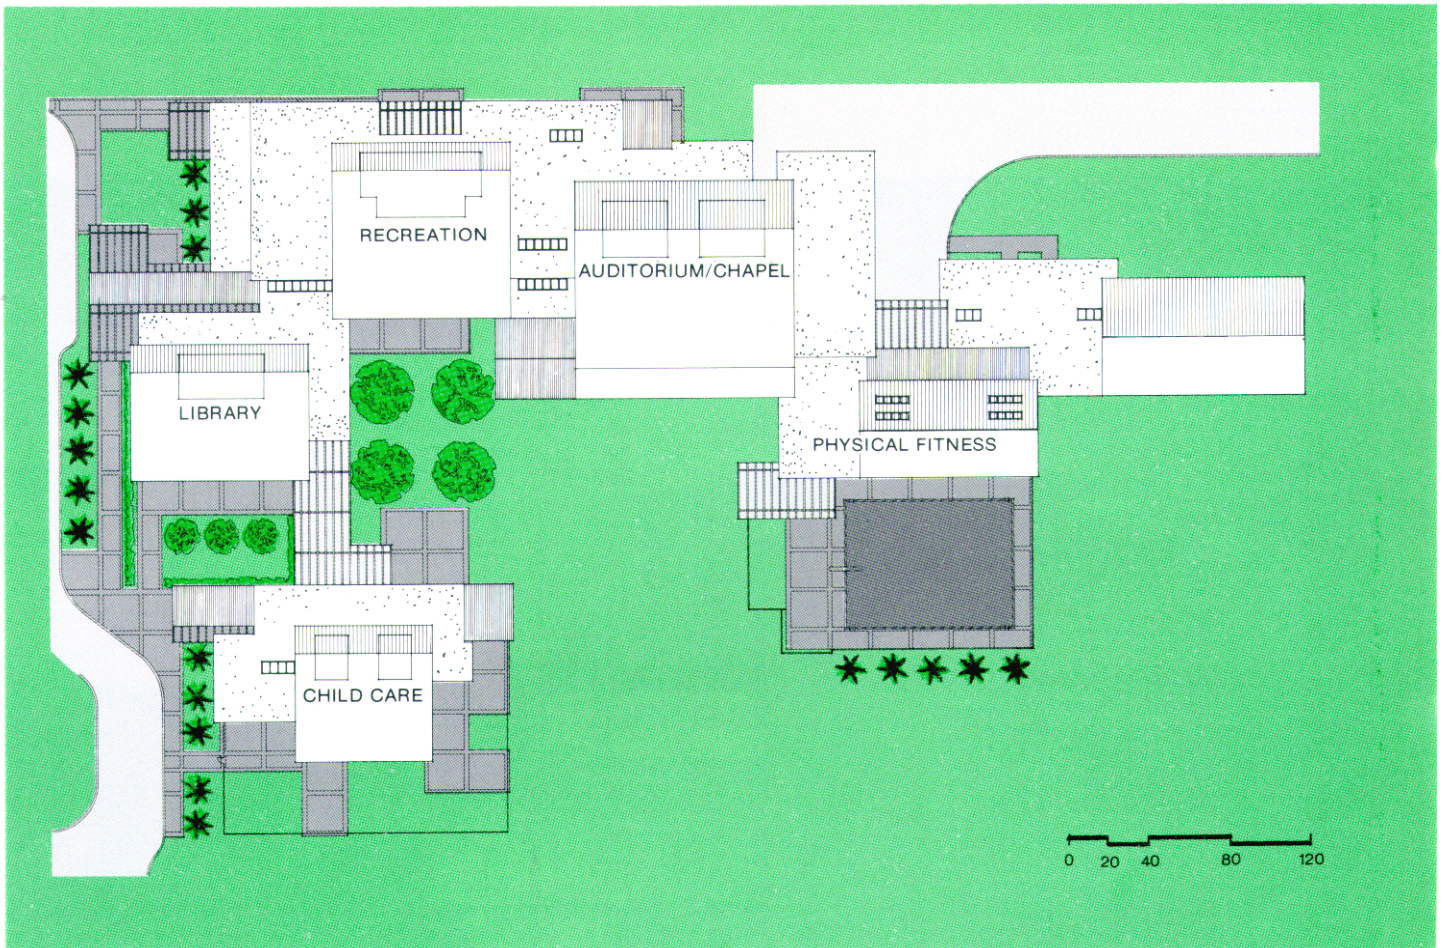 RECREATION
AUDITORIUM/CHAPEL
LIBRARY
PHYSICAL FITNESS
CHILD CARE
0 20 40 80 120